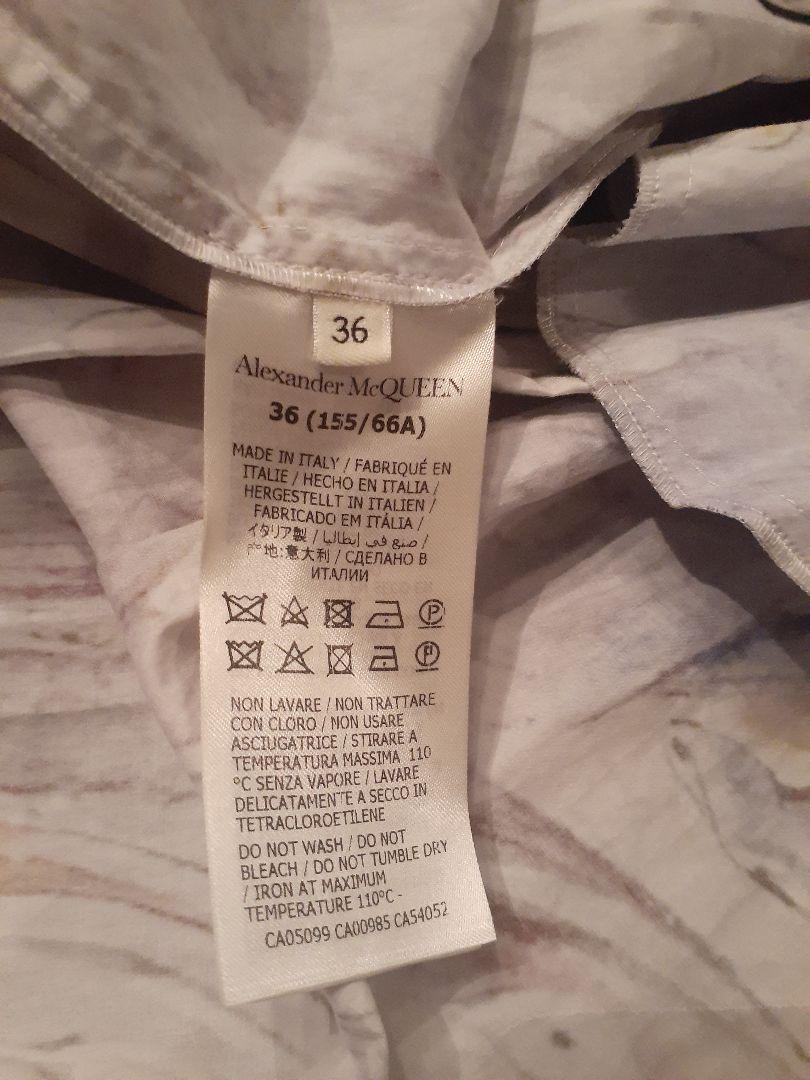 36
Alexander McQUEEN
36 (155/66A)
MADE IN ITALY / FABRIQUÉ EN
ITALIE / HECHO EN ITALIA /
HERGESTELLT IN ITALIEN /
FABRICADO EM ITÁLIA /
イタリア製 / صنع في إيطاليا /
产地:意大利 / СДЕЛАНО В
ИТАЛИИ
P
P
NON LAVARE / NON TRATTARE
CON CLORO / NON USARE
ASCIUGATRICE / STIRARE A
TEMPERATURA MASSIMA 110
°C SENZA VAPORE / LAVARE
DELICATAMENTE A SECCO IN
TETRACLOROETILENE
DO NOT WASH / DO NOT
BLEACH / DO NOT TUMBLE DRY
/ IRON AT MAXIMUM
TEMPERATURE 110°C -
CA05099 CA00985 CA54052